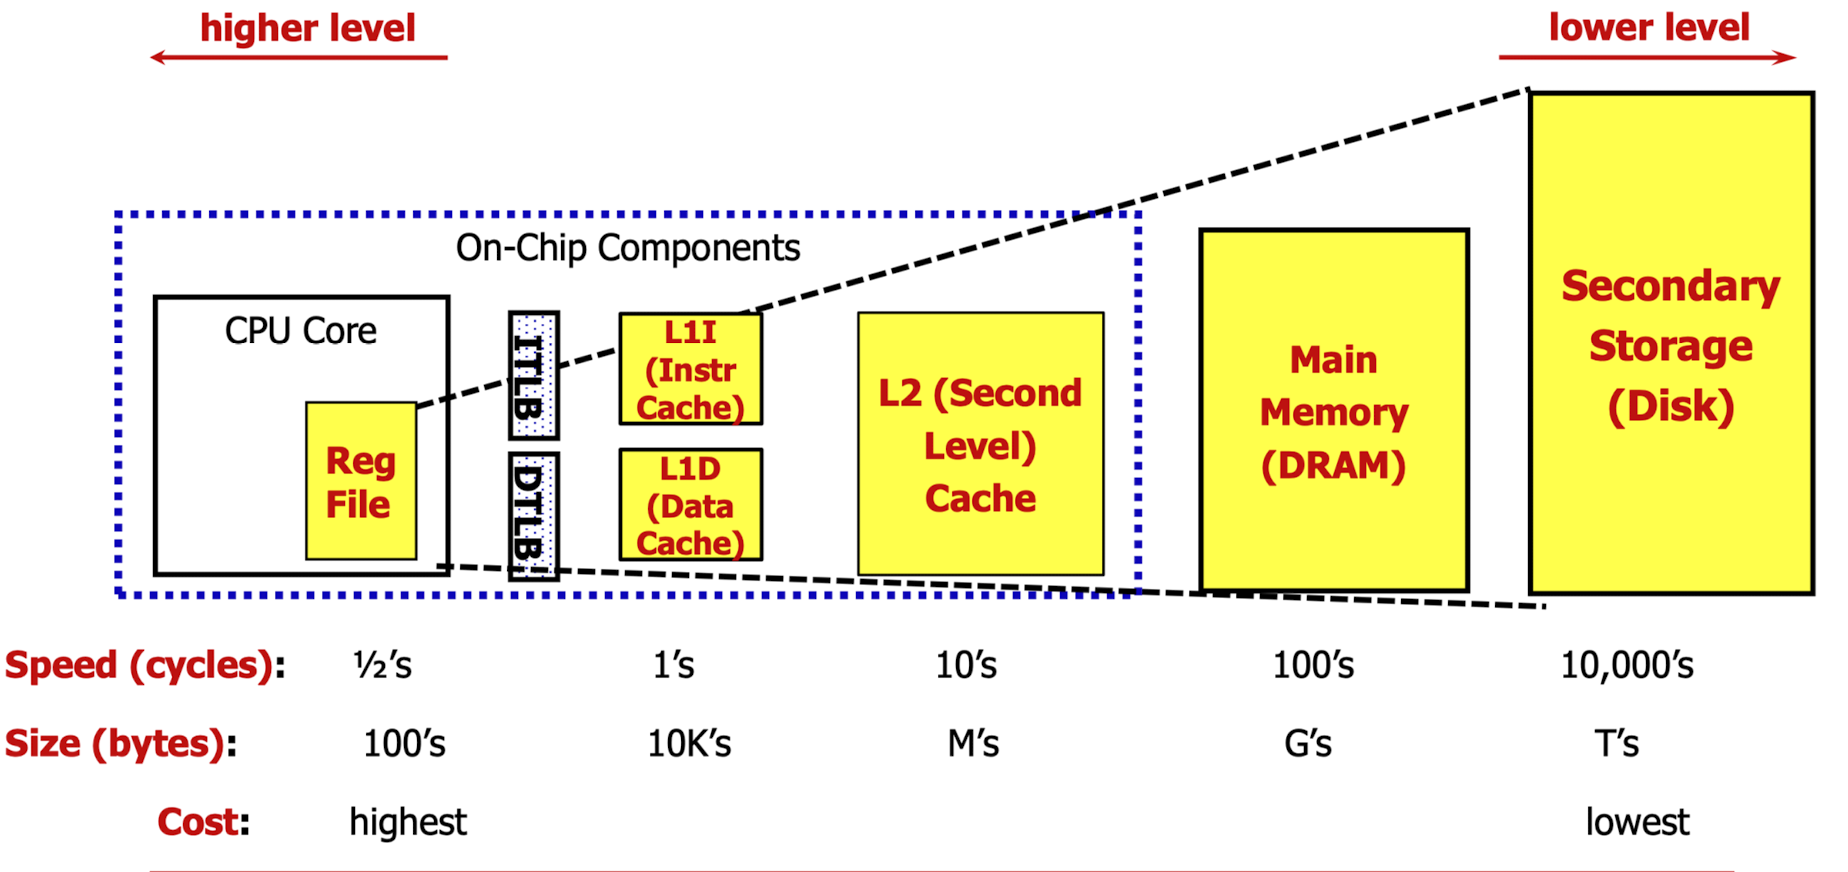 higher level
lower level
On-Chip Components
CPU Core
Reg
File
ITLB
DTLB
L1I
(Instr
Cache)
L1D
(Data
Cache)
L2 (Second
Level)
Cache
Main
Memory
(DRAM)
Secondary
Storage
(Disk)
Speed (cycles): ½’s 1’s 10’s 100’s 10,000’s
Size (bytes): 100’s 10K’s M’s G’s T’s
Cost: highest lowest